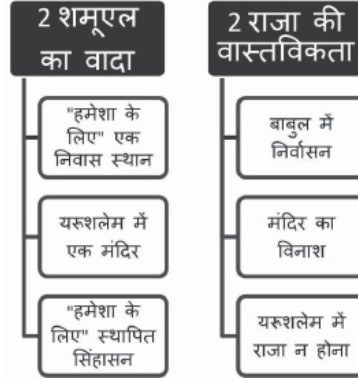 2 शमूएल
का वादा
"हमेशा के
लिए" एक
निवास स्थान
यरूशलेम में
एक मंदिर
"हमेशा के
लिए" स्थापित
सिंहासन
2 राजा की
वास्तविकता
बाबुल में
निर्वासन
मंदिर का
विनाश
यरूशलेम में
राजा न होना